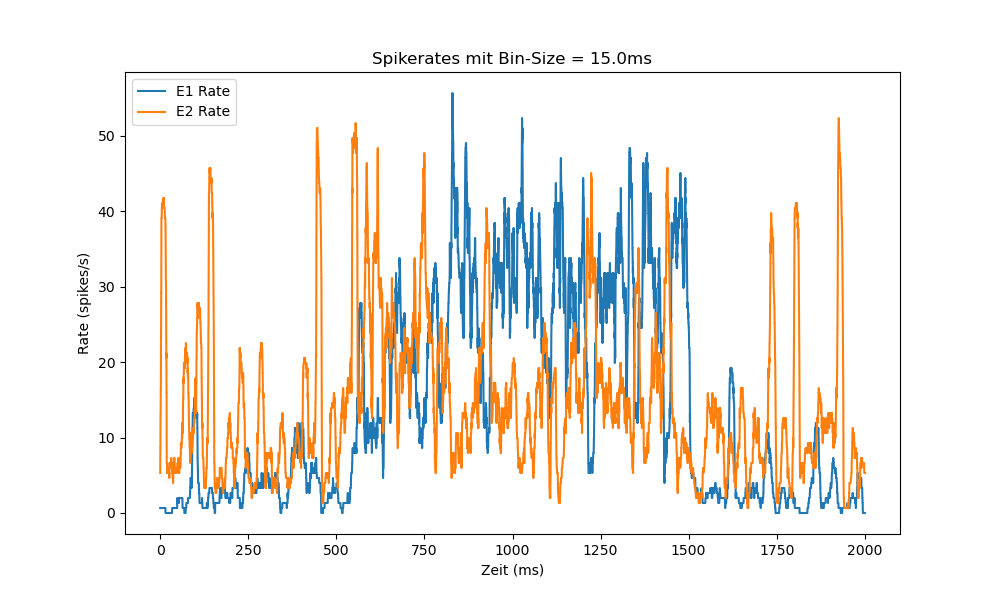 Spikerates mit Bin-Size = 15.0ms
E1 Rate
E2 Rate
Rate (spikes/s)
50
40
30
20
10
0
0 250 500 750 1000 1250 1500 1750 2000
Zeit (ms)